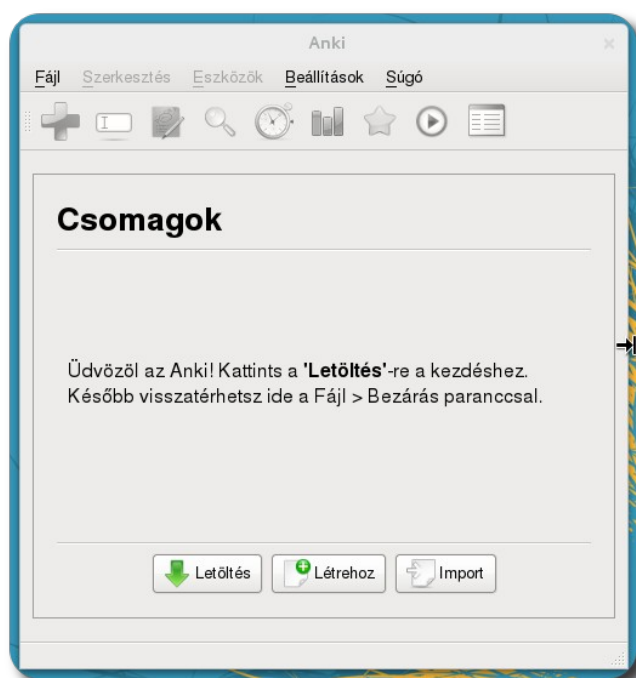 Anki
Fájl Szerkesztés Eszközök Beállítások Súgó
Csomagok
Üdvözöl az Anki! Kattints a 'Letöltés'-re a kezdéshez.
Később visszatérhetsz ide a Fájl > Bezárás paranccsal.
Letöltés Létrehoz Import